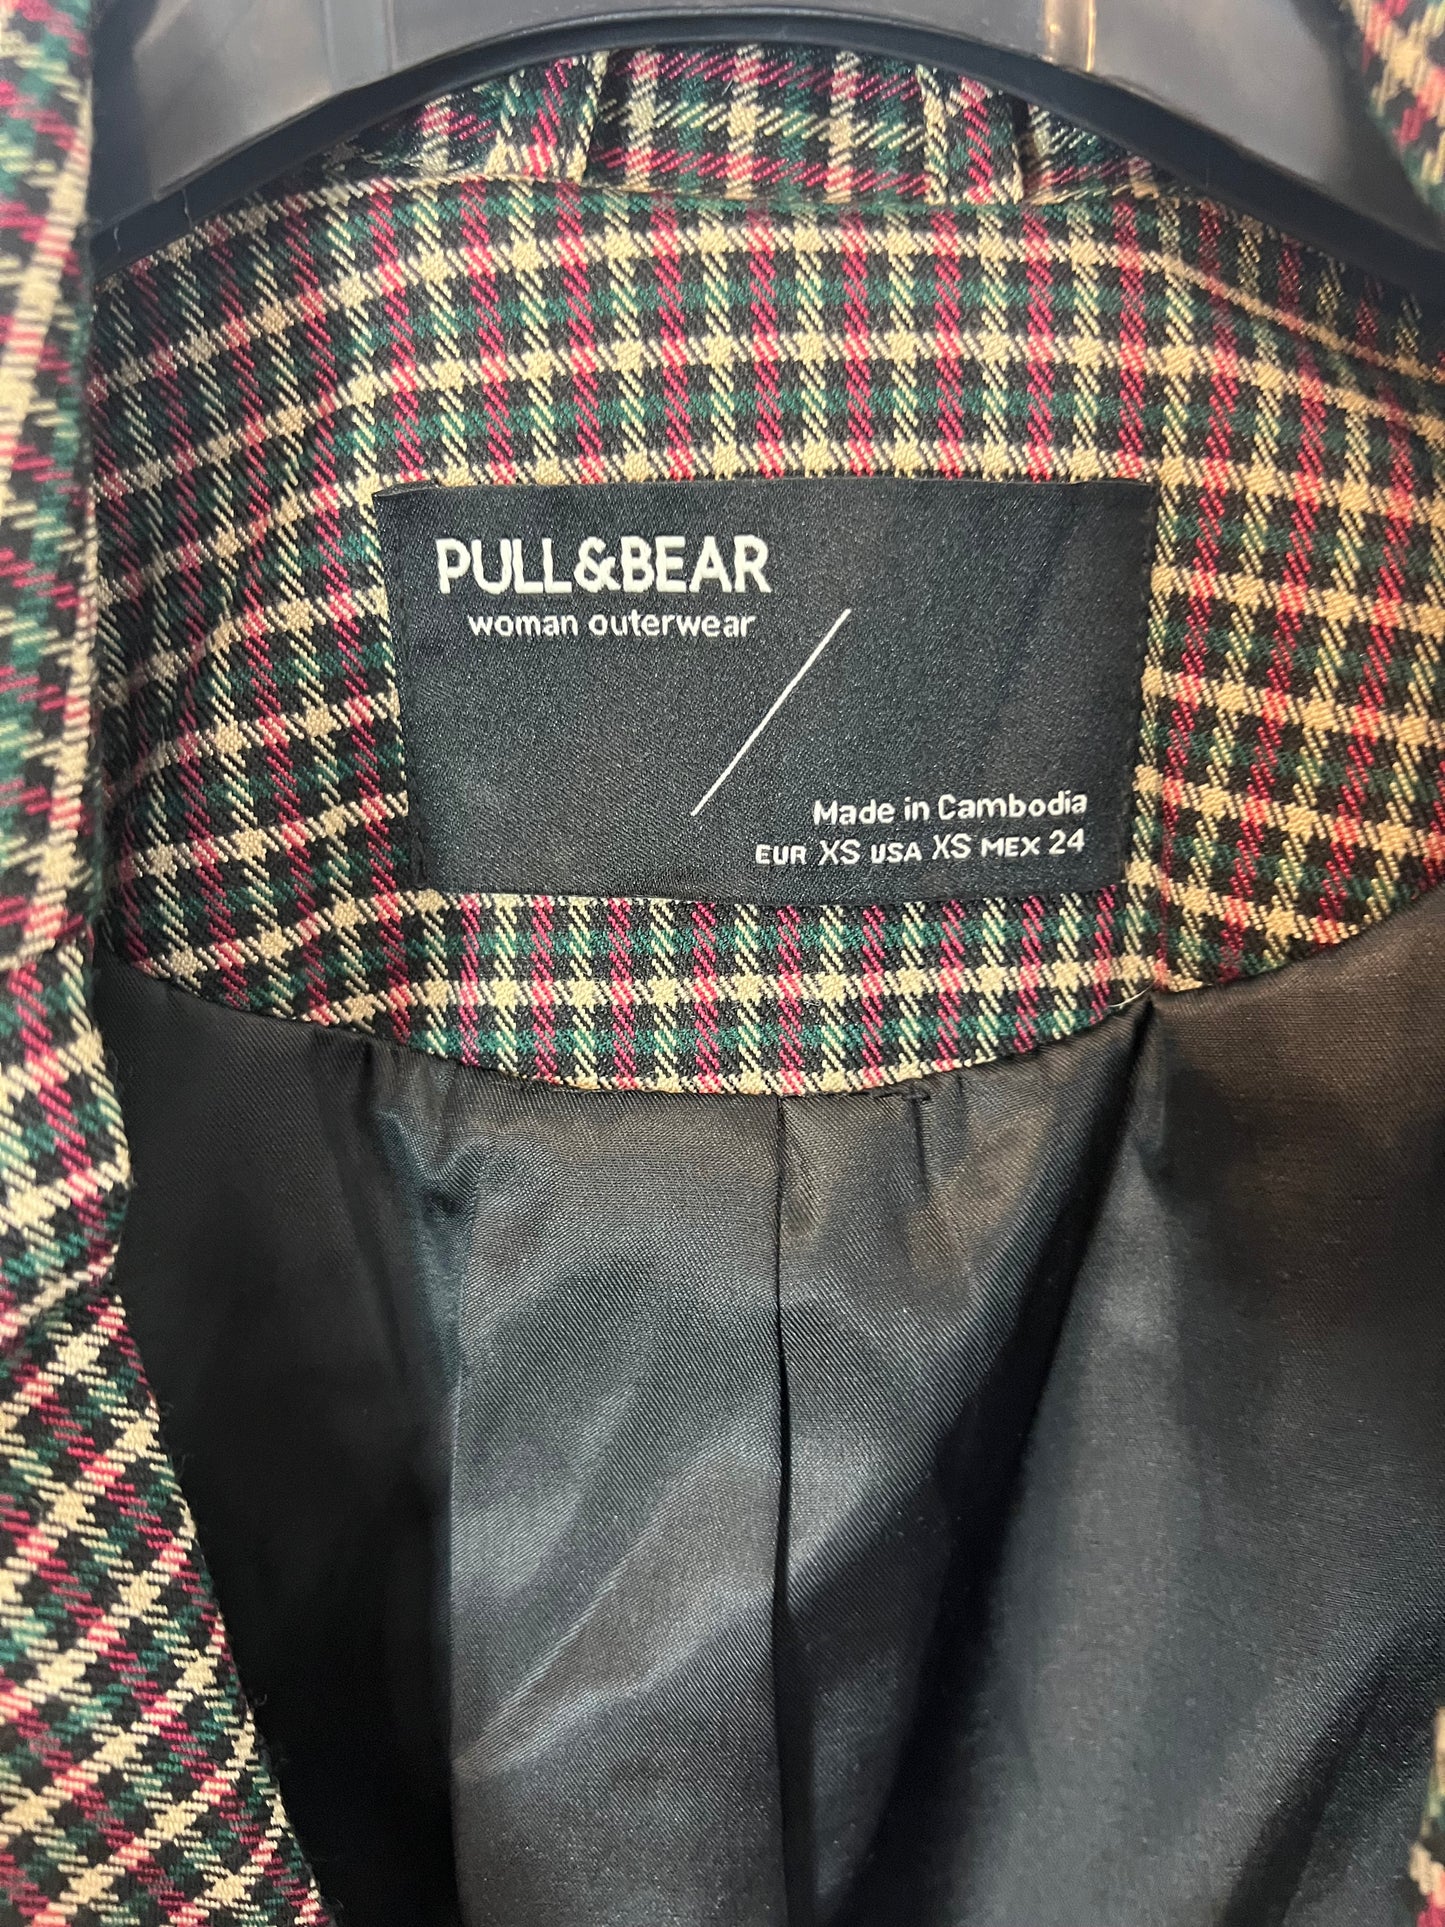 PULL&BEAR
woman outerwear
Made in Cambodia
EUR XS USA XS MEX 24